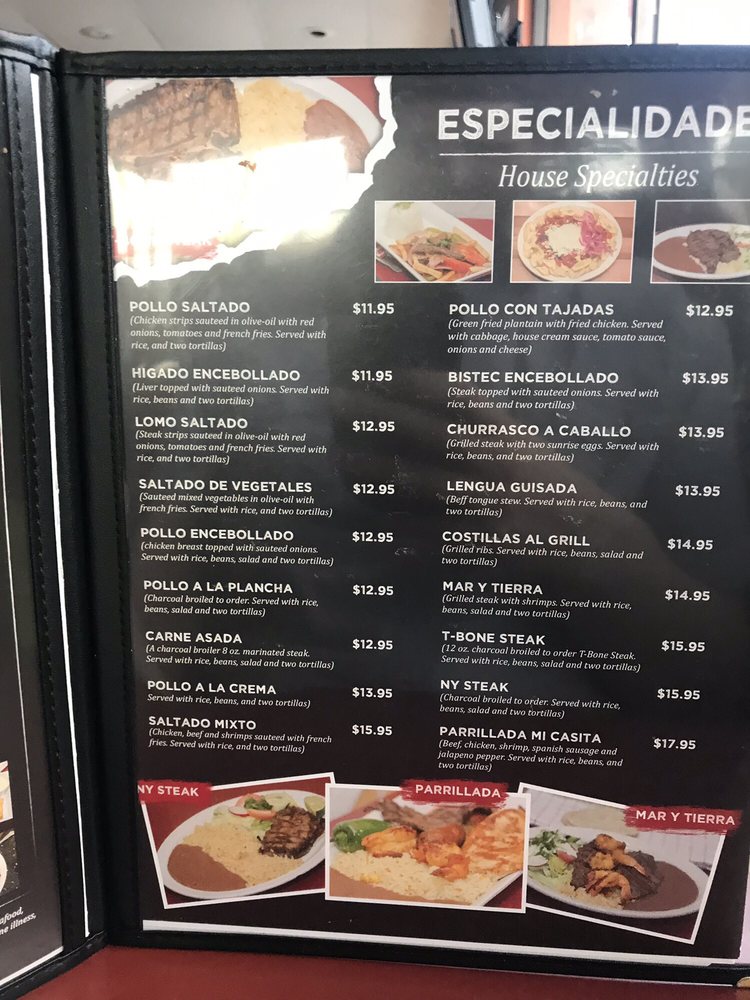 ESPECIALIDADE
House Specialties
POLLO SALTADO $11.95
(Chicken strips sauteed in olive-oil with red
onions, tomatoes and french fries. Served with
rice, and two tortillas)
HIGADO ENCEBOLLADO $11.95
(Liver topped with sauteed onions. Served with
rice, beans and two tortillas)
LOMO SALTADO $12.95
(Steak strips sauteed in olive-oil with red
onions, tomatoes and french fries. Served with
rice, and two tortillas)
SALTADO DE VEGETALES $12.95
(Sauteed mixed vegetables in olive-oil with
french fries. Served with rice, and two tortillas)
POLLO ENCEBOLLADO $12.95
(chicken breast topped with sauteed onions.
Served with rice, beans, salad and two tortillas)
POLLO A LA PLANCHA $12.95
(Charcoal broiled to order. Served with rice,
beans, salad and two tortillas)
CARNE ASADA $12.95
(A charcoal broiler 8 oz. marinated steak.
Served with rice, beans, salad and two tortillas)
POLLO A LA CREMA $13.95
Served with rice, beans, and two tortillas)
SALTADO MIXTO $15.95
(Chicken, beef and shrimps sauteed with french
fries. Served with rice, and two tortillas)
POLLO CON TAJADAS $12.95
(Green fried plantain with fried chicken. Served
with cabbage, house cream sauce, tomato sauce,
onions and cheese)
BISTEC ENCEBOLLADO $13.95
(Steak topped with sauteed onions. Served with
rice, beans and two tortillas)
CHURRASCO A CABALLO $13.95
(Grilled steak with two sunrise eggs. Served with
rice, beans, and two tortillas)
LENGUA GUISADA $13.95
(Beff tongue stew. Served with rice, beans, and
two tortillas)
COSTILLAS AL GRILL $14.95
(Grilled ribs. Served with rice, beans, salad and
two tortillas)
MAR Y TIERRA $14.95
(Grilled steak with shrimps. Served with rice,
beans, salad and two tortillas)
T-BONE STEAK $15.95
(12 oz. charcoal broiled to order T-Bone Steak.
Served with rice, beans, salad and two tortillas)
NY STEAK $15.95
(Charcoal broiled to order. Served with rice,
beans, salad and two tortillas)
PARRILLADA MI CASITA $17.95
(Beef, chicken, shrimp, spanish sausage and
jalapeno pepper. Served with rice, beans, and
two tortillas)
NY STEAK
PARRILLADA
MAR Y TIERRA
afood,
ne illness,